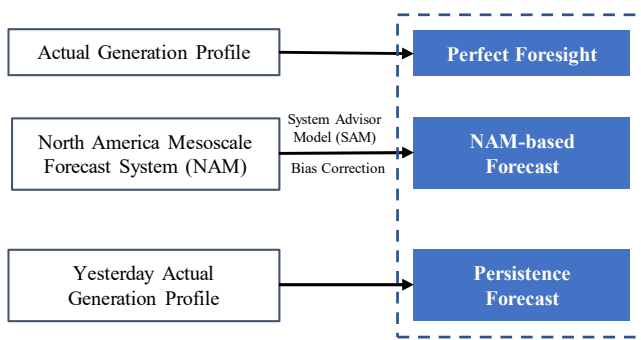 Actual Generation Profile
Perfect Foresight
North America Mesoscale
Forecast System (NAM)
System Advisor
Model (SAM)
Bias Correction
NAM-based
Forecast
Yesterday Actual
Generation Profile
Persistence
Forecast